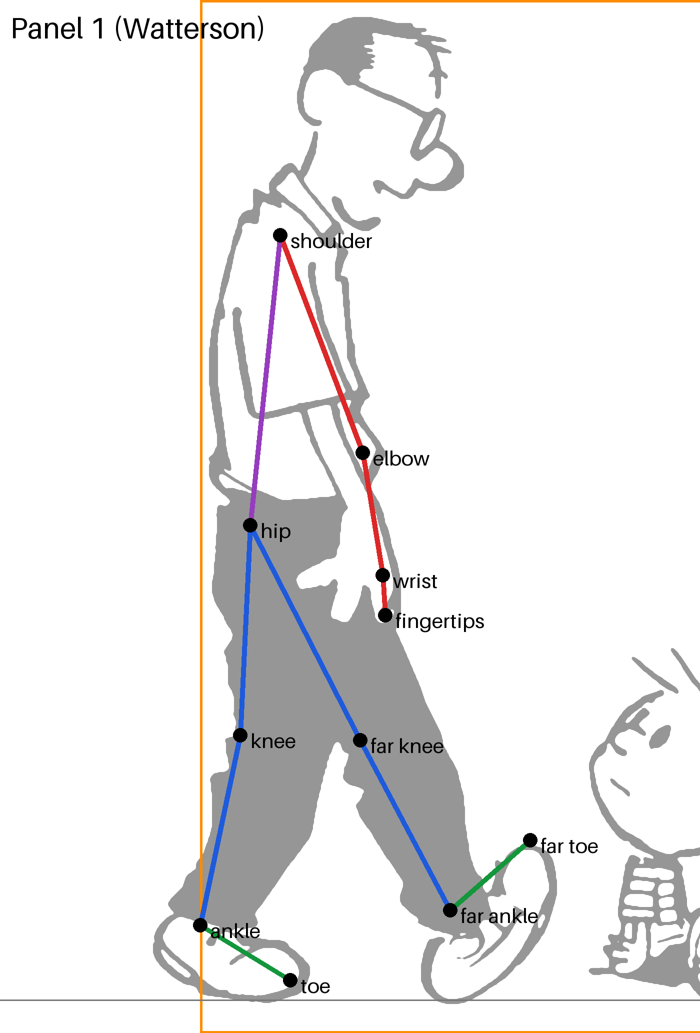 Panel 1 (Watterson)
shoulder
elbow
hip
wrist
fingertips
knee
far knee
far toe
far ankle
ankle
toe